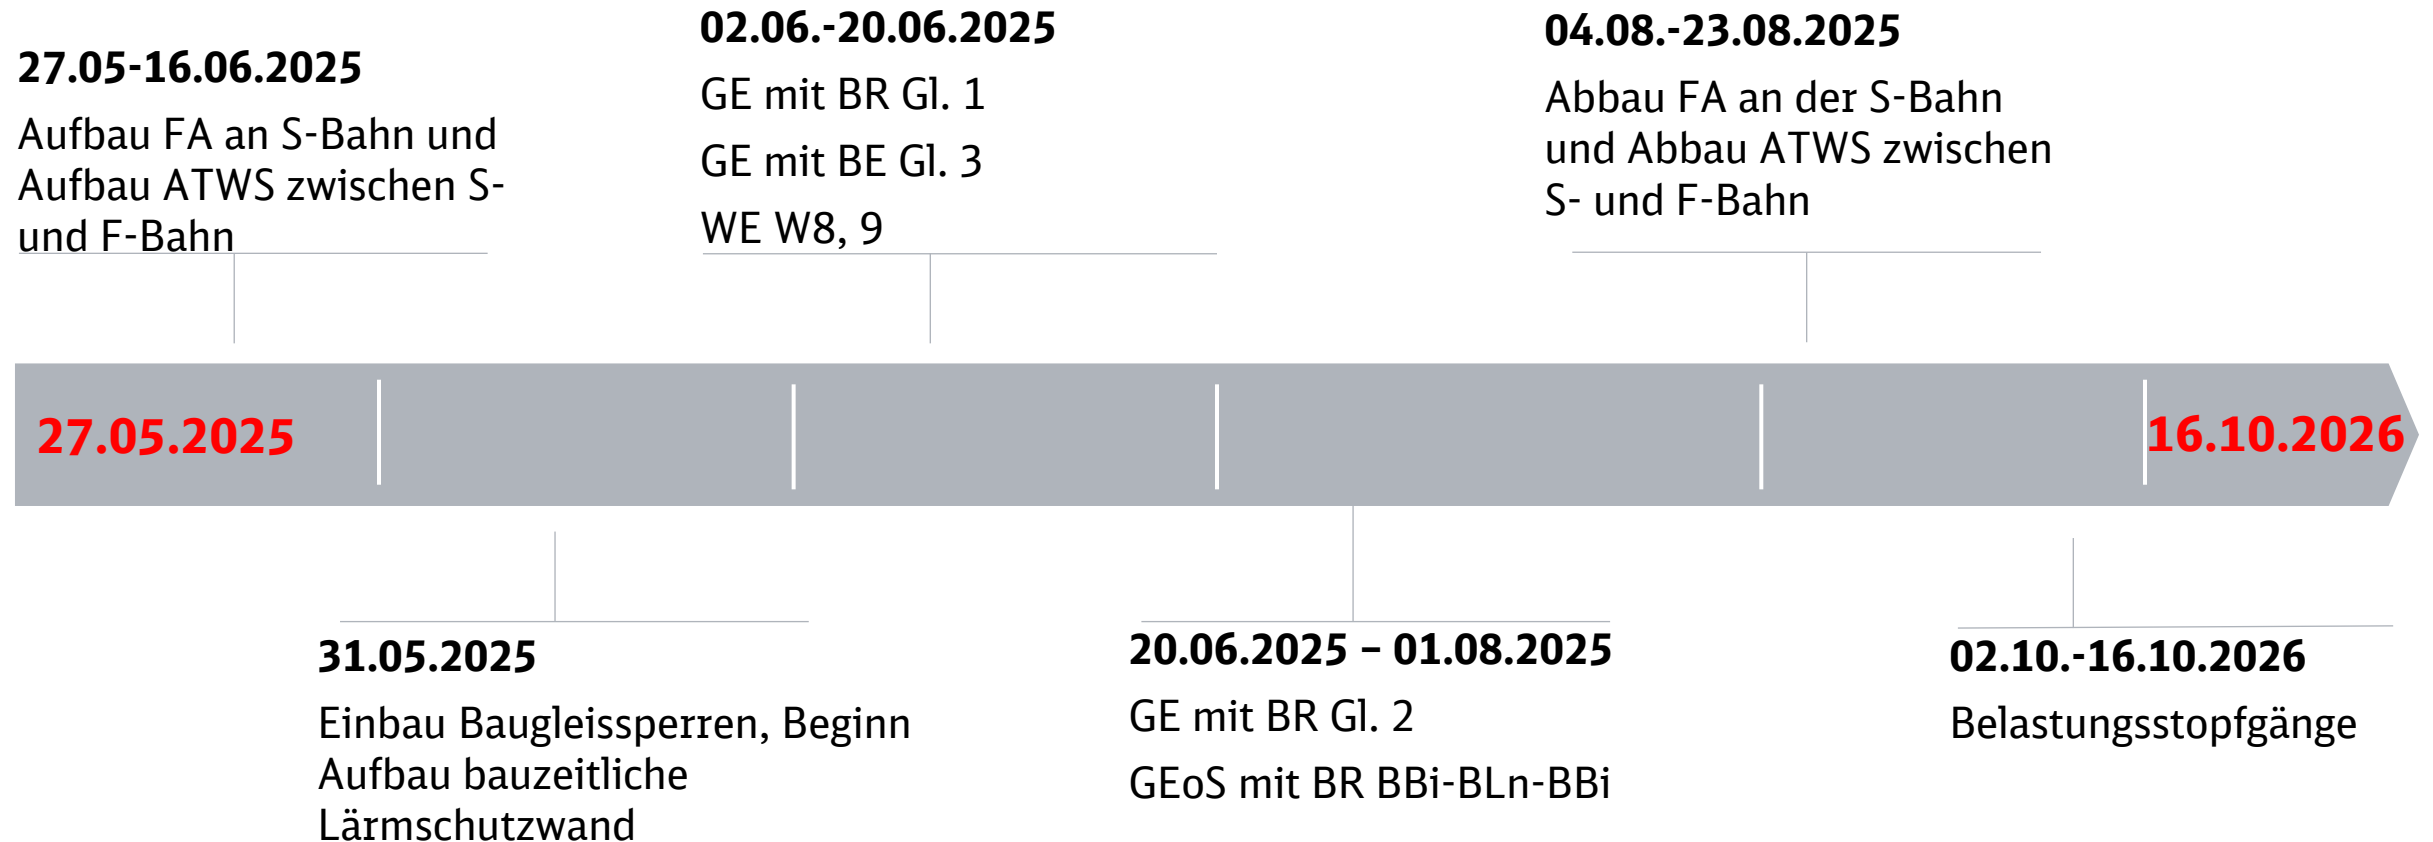 27.05-16.06.2025
Aufbau FA an S-Bahn und
Aufbau ATWS zwischen S-
und F-Bahn
02.06.-20.06.2025
GE mit BR Gl. 1
GE mit BE Gl. 3
WE W8, 9
04.08.-23.08.2025
Abbau FA an der S-Bahn
und Abbau ATWS zwischen
S- und F-Bahn
27.05.2025
16.10.2026
31.05.2025
Einbau Baugleissperren, Beginn
Aufbau bauzeitliche
Lärmschutzwand
20.06.2025 – 01.08.2025
GE mit BR Gl. 2
GEoS mit BR BBi-BLn-BBi
02.10.-16.10.2026
Belastungsstopfgänge